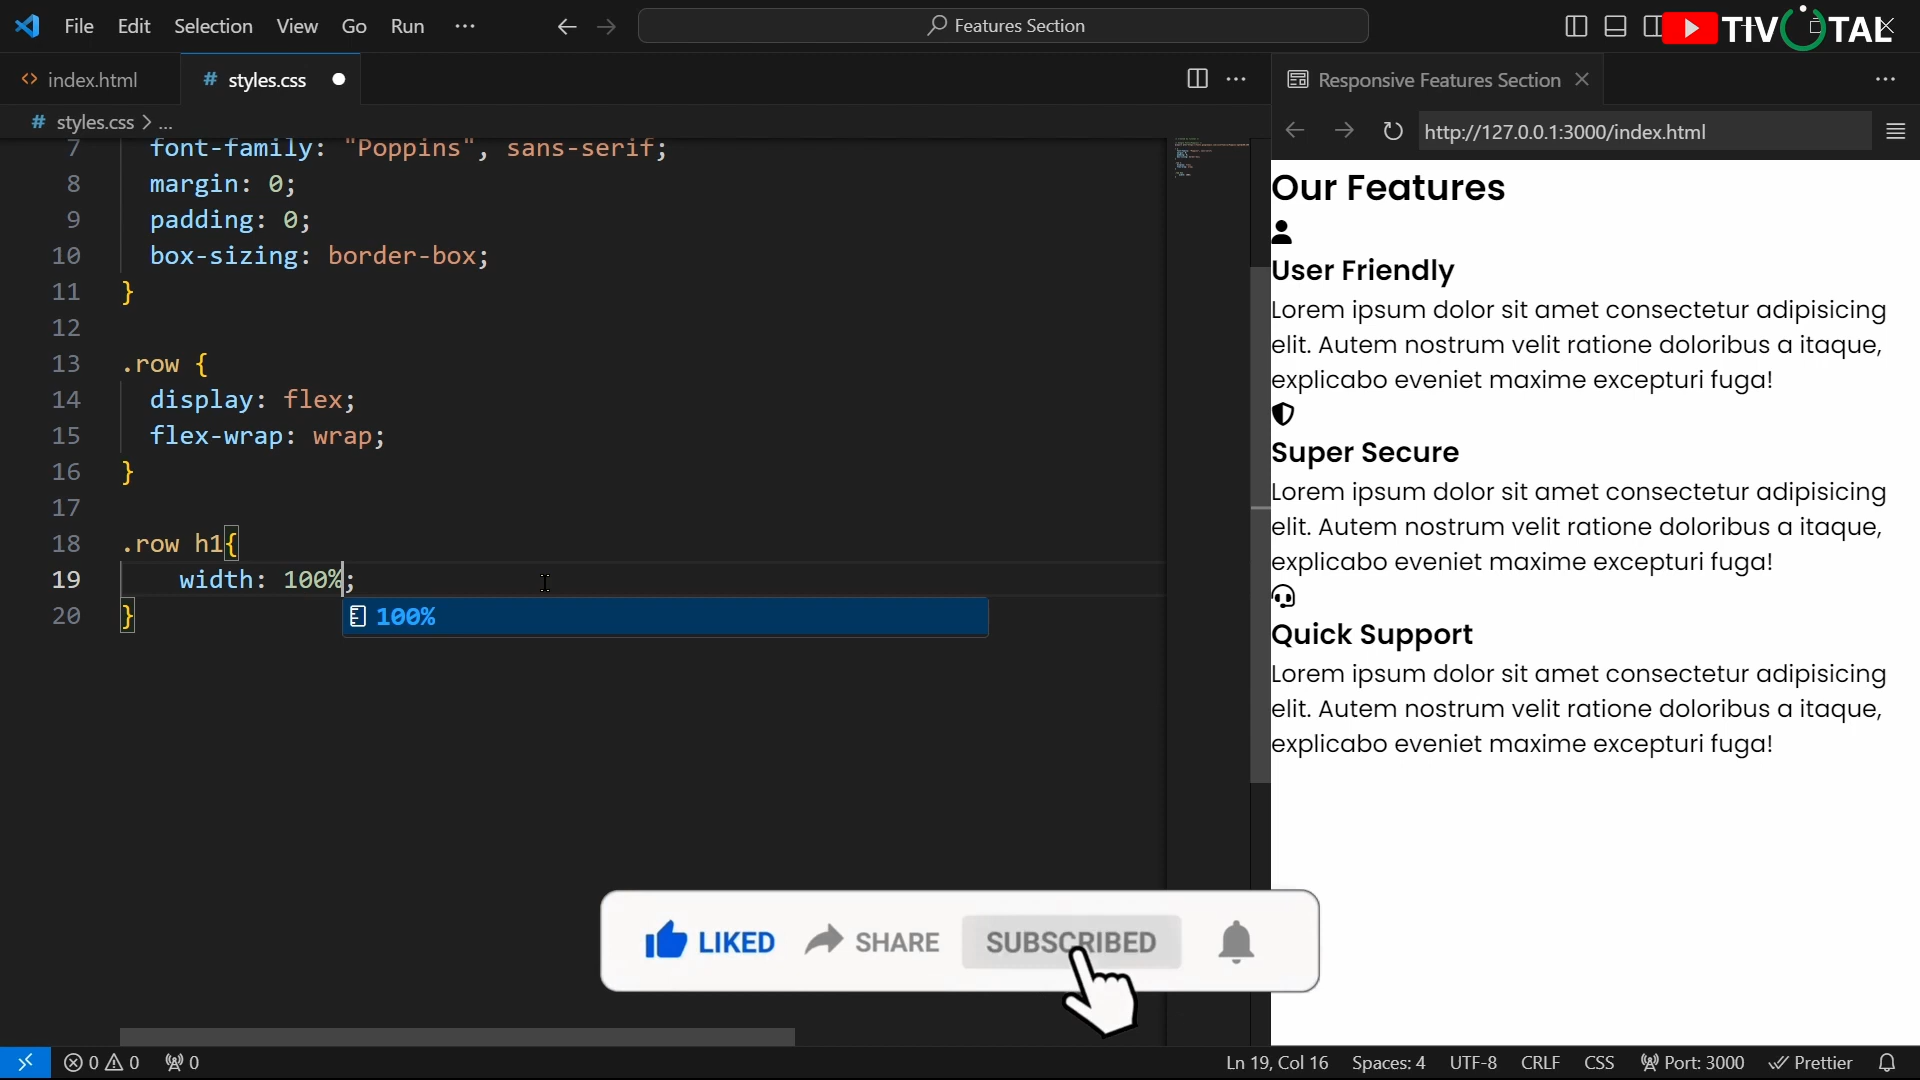 File Edit Selection View Go Run ···
Features Section
TIVOTAL
index.html
# styles.css
Responsive Features Section
# styles.css > ...
http://127.0.0.1:3000/index.html
7 font-family: "Poppins", sans-serif;
8 margin: 0;
9 padding: 0;
10 box-sizing: border-box;
11 }
12
13 .row {
14 display: flex;
15 flex-wrap: wrap;
16 }
17
18 .row h1{
19 width: 100%;
20 }
100%
Our Features
User Friendly
Lorem ipsum dolor sit amet consectetur adipisicing
elit. Autem nostrum velit ratione doloribus a itaque,
explicabo eveniet maxime excepturi fuga!
Super Secure
Lorem ipsum dolor sit amet consectetur adipisicing
elit. Autem nostrum velit ratione doloribus a itaque,
explicabo eveniet maxime excepturi fuga!
Quick Support
Lorem ipsum dolor sit amet consectetur adipisicing
elit. Autem nostrum velit ratione doloribus a itaque,
explicabo eveniet maxime excepturi fuga!
LIKED SHARE SUBSCRIBED
0 0 0
Ln 19, Col 16 Spaces: 4 UTF-8 CRLF CSS Port: 3000 Prettier